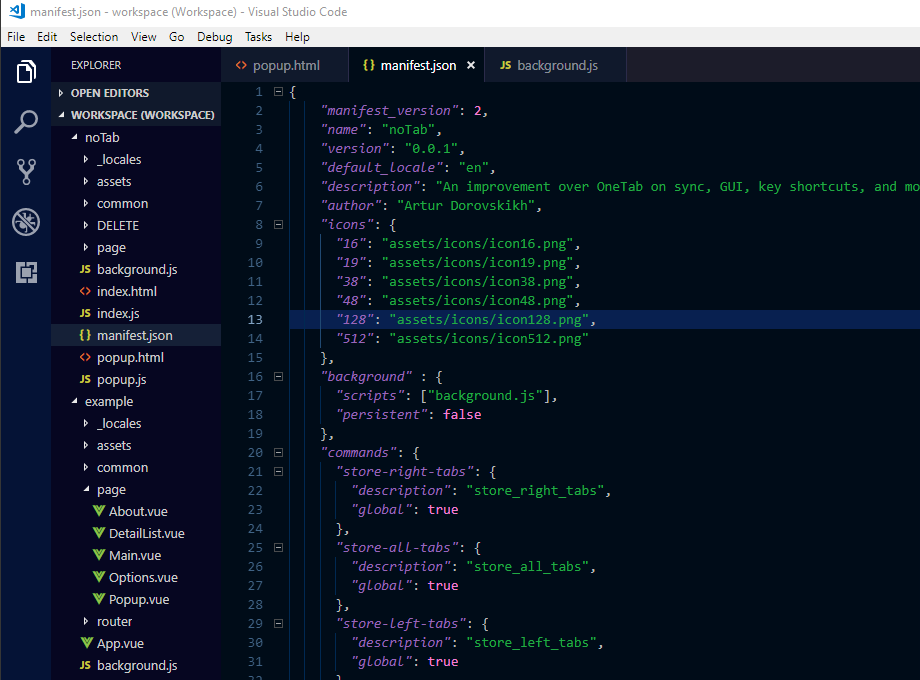 manifest.json - workspace (Workspace) - Visual Studio Code
File Edit Selection View Go Debug Tasks Help
EXPLORER
OPEN EDITORS
WORKSPACE (WORKSPACE)
noTab
_locales
assets
common
DELETE
page
JS background.js
<> index.html
JS index.js
{} manifest.json
<> popup.html
JS popup.js
example
_locales
assets
common
page
About.vue
DetailList.vue
Main.vue
Options.vue
Popup.vue
router
App.vue
JS background.js
<> popup.html {} manifest.json × JS background.js
1 {
2 "manifest_version": 2,
3 "name": "noTab",
4 "version": "0.0.1",
5 "default_locale": "en",
6 "description": "An improvement over OneTab on sync, GUI, key shortcuts, and mo
7 "author": "Artur Dorovskikh",
8 "icons": {
9 "16": "assets/icons/icon16.png",
10 "19": "assets/icons/icon19.png",
11 "38": "assets/icons/icon38.png",
12 "48": "assets/icons/icon48.png",
13 "128": "assets/icons/icon128.png",
14 "512": "assets/icons/icon512.png"
15 },
16 "background" : {
17 "scripts": ["background.js"],
18 "persistent": false
19 },
20 "commands": {
21 "store-right-tabs": {
22 "description": "store_right_tabs",
23 "global": true
24 },
25 "store-all-tabs": {
26 "description": "store_all_tabs",
27 "global": true
28 },
29 "store-left-tabs": {
30 "description": "store_left_tabs",
31 "global": true